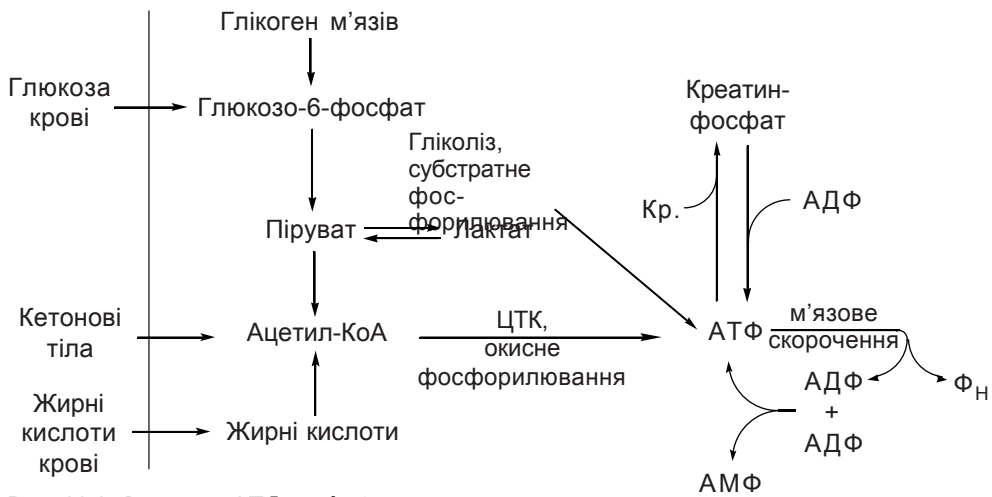 Глікоген м’язів
Глюкоза
крові
Глюкозо-6-фосфат
Креатин-
фосфат
Гліколіз,
субстратне
фос-
форилювання
Кр.
АДФ
Піруват
Лактат
Кетонові
тіла
Ацетил-КоА
ЦТК,
окисне
фосфорилювання
АТФ
м’язове
скорочення
АДФ
+
АДФ
Фн
Жирні
кислоти
крові
Жирні кислоти
АМФ